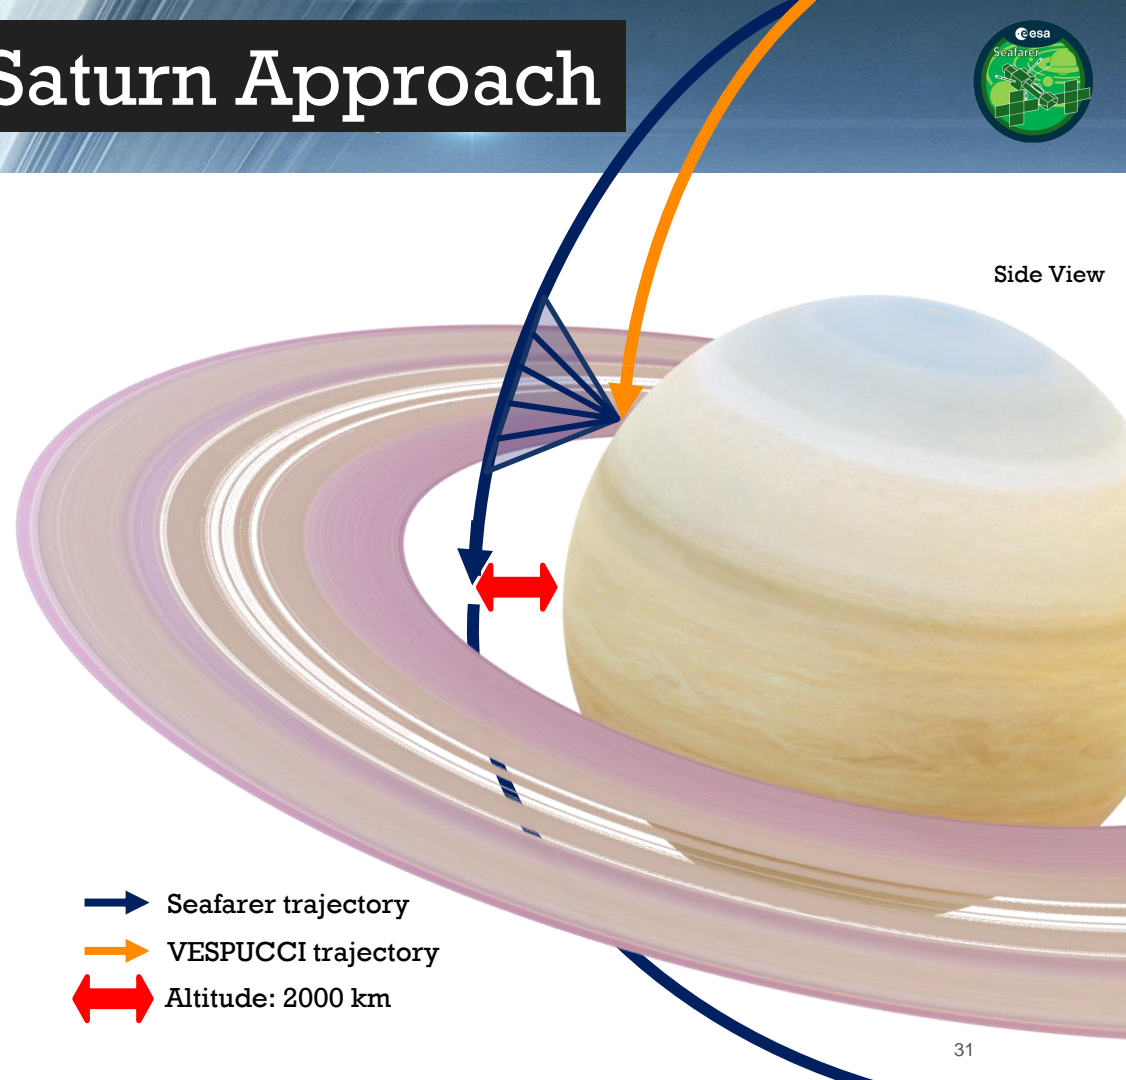 Saturn Approach
esa
Seafarer
Side View
Seafarer trajectory
VESPUCCI trajectory
Altitude: 2000 km
31